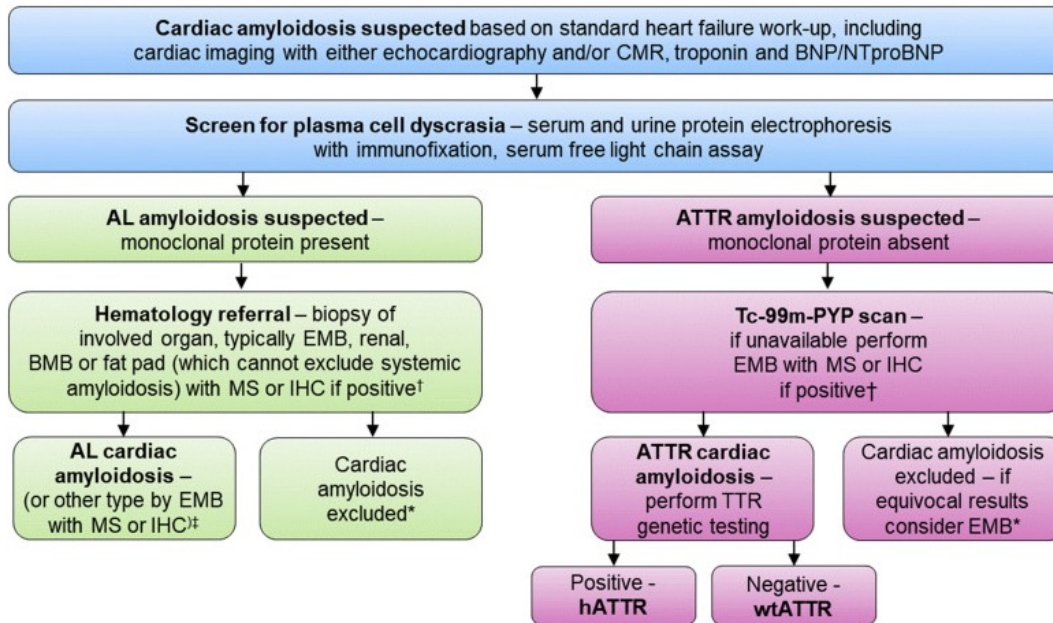 Cardiac amyloidosis suspected based on standard heart failure work-up, including
cardiac imaging with either echocardiography and/or CMR, troponin and BNP/NTproBNP
Screen for plasma cell dyscrasia – serum and urine protein electrophoresis
with immunofixation, serum free light chain assay
AL amyloidosis suspected –
monoclonal protein present
ATTR amyloidosis suspected –
monoclonal protein absent
Hematology referral – biopsy of
involved organ, typically EMB, renal,
BMB or fat pad (which cannot exclude systemic
amyloidosis) with MS or IHC if positive†
Tc-99m-PYP scan –
if unavailable perform
EMB with MS or IHC
if positive†
AL cardiac
amyloidosis –
(or other type by EMB
with MS or IHC)‡
Cardiac
amyloidosis
excluded*
ATTR cardiac
amyloidosis –
perform TTR
genetic testing
Cardiac amyloidosis
excluded – if
equivocal results
consider EMB*
Positive -
hATTR
Negative -
wtATTR